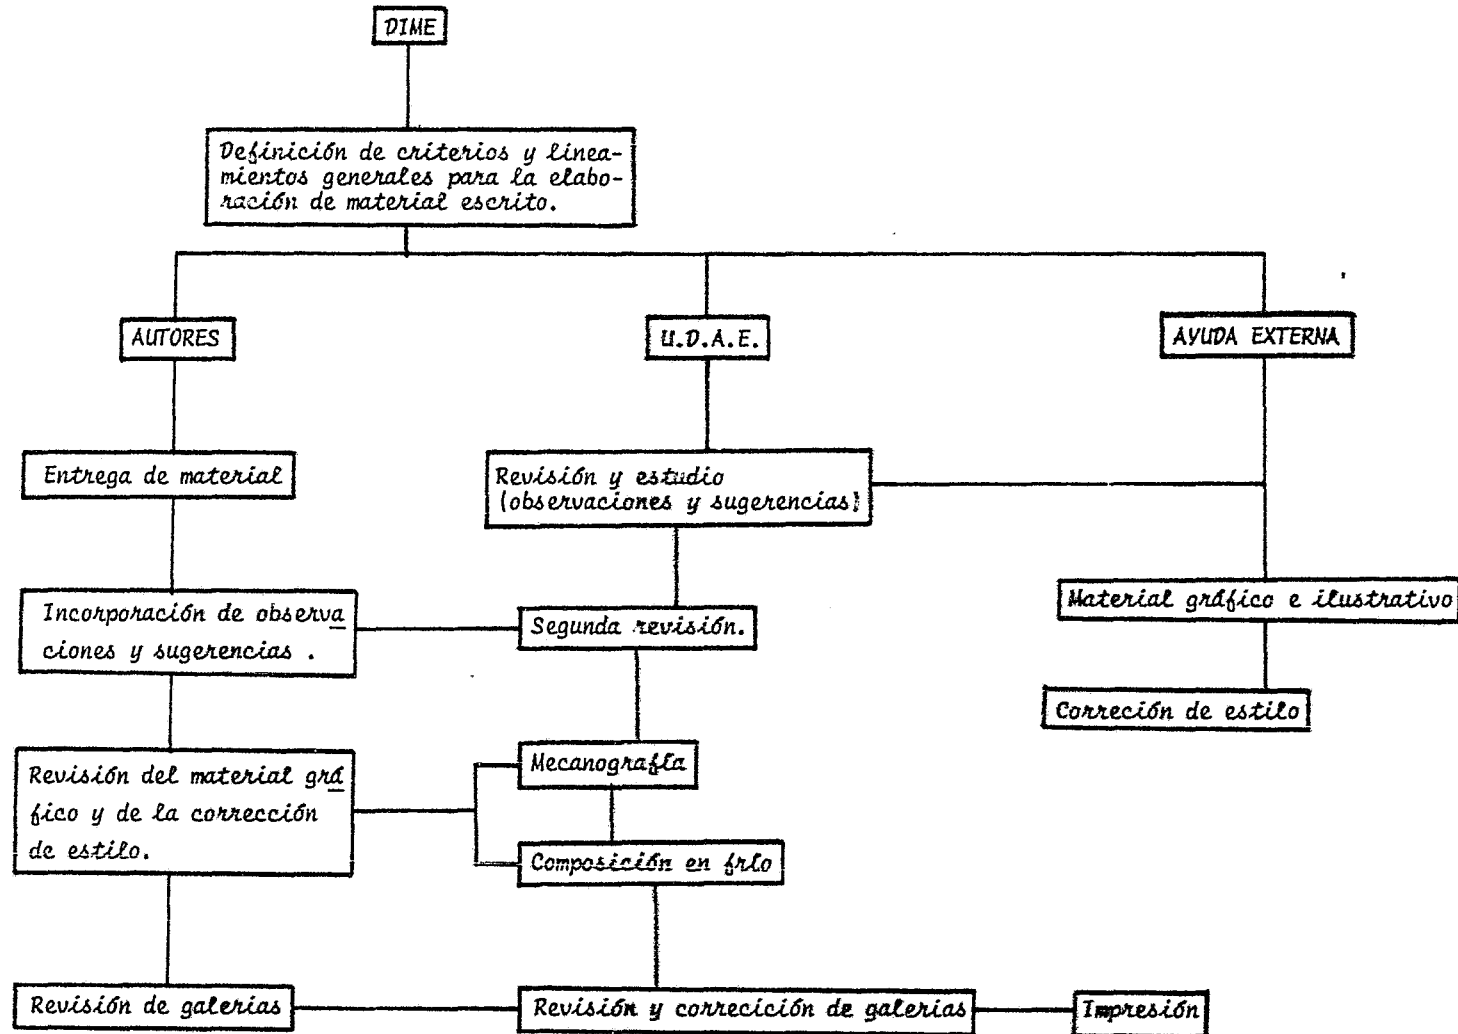 DIME
Definición de criterios y linea-
mientos generales para la elabo-
ración de material escrito.
AUTORES
U.D.A.E.
AYUDA EXTERNA
Entrega de material
Revisión y estudio
(observaciones y sugerencias)
Incorporación de observa
ciones y sugerencias .
Segunda revisión.
Material gráfico e ilustrativo
Correción de estilo
Revisión del material grá
fico y de la corrección
de estilo.
Mecanografía
Composición en frío
Revisión de galerías
Revisión y correcición de galerías
Impresión